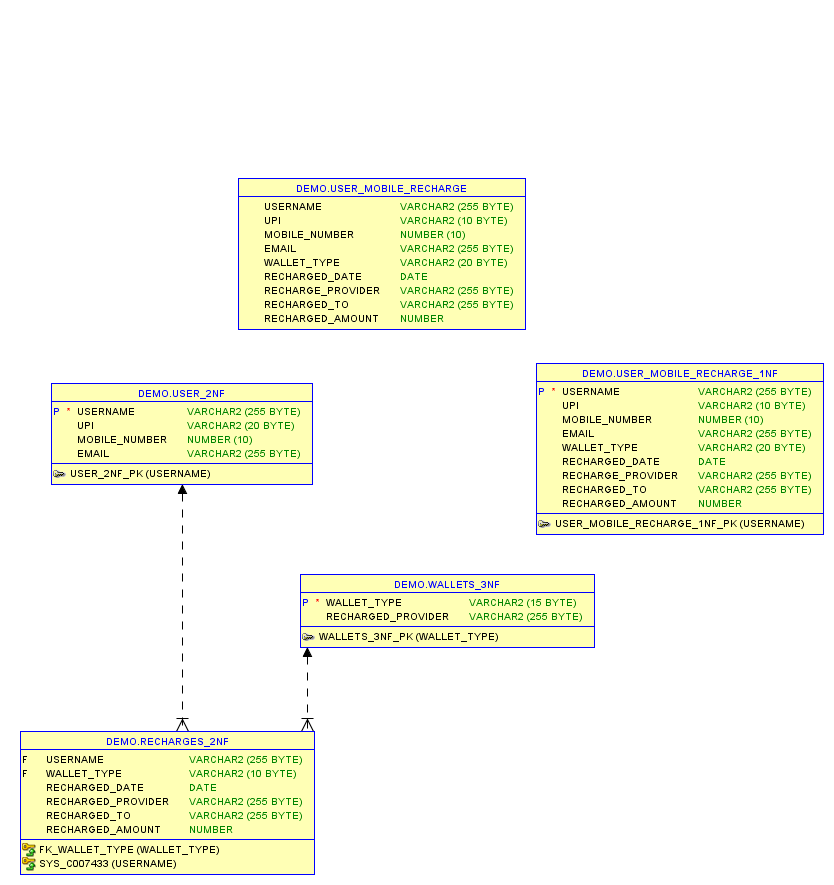 DEMO.USER_MOBILE_RECHARGE
USERNAME VARCHAR2 (255 BYTE)
UPI VARCHAR2 (10 BYTE)
MOBILE_NUMBER NUMBER (10)
EMAIL VARCHAR2 (255 BYTE)
WALLET_TYPE VARCHAR2 (20 BYTE)
RECHARGED_DATE DATE
RECHARGE_PROVIDER VARCHAR2 (255 BYTE)
RECHARGED_TO VARCHAR2 (255 BYTE)
RECHARGED_AMOUNT NUMBER
DEMO.USER_MOBILE_RECHARGE_1NF
P * USERNAME VARCHAR2 (255 BYTE)
UPI VARCHAR2 (10 BYTE)
MOBILE_NUMBER NUMBER (10)
EMAIL VARCHAR2 (255 BYTE)
WALLET_TYPE VARCHAR2 (20 BYTE)
RECHARGED_DATE DATE
RECHARGE_PROVIDER VARCHAR2 (255 BYTE)
RECHARGED_TO VARCHAR2 (255 BYTE)
RECHARGED_AMOUNT NUMBER
USER_MOBILE_RECHARGE_1NF_PK (USERNAME)
DEMO.USER_2NF
P * USERNAME VARCHAR2 (255 BYTE)
UPI VARCHAR2 (20 BYTE)
MOBILE_NUMBER NUMBER (10)
EMAIL VARCHAR2 (255 BYTE)
USER_2NF_PK (USERNAME)
DEMO.WALLETS_3NF
P * WALLET_TYPE VARCHAR2 (15 BYTE)
RECHARGED_PROVIDER VARCHAR2 (255 BYTE)
WALLETS_3NF_PK (WALLET_TYPE)
DEMO.RECHARGES_2NF
F USERNAME VARCHAR2 (255 BYTE)
F WALLET_TYPE VARCHAR2 (10 BYTE)
RECHARGED_DATE DATE
RECHARGED_PROVIDER VARCHAR2 (255 BYTE)
RECHARGED_TO VARCHAR2 (255 BYTE)
RECHARGED_AMOUNT NUMBER
FK_WALLET_TYPE (WALLET_TYPE)
SYS_C007433 (USERNAME)